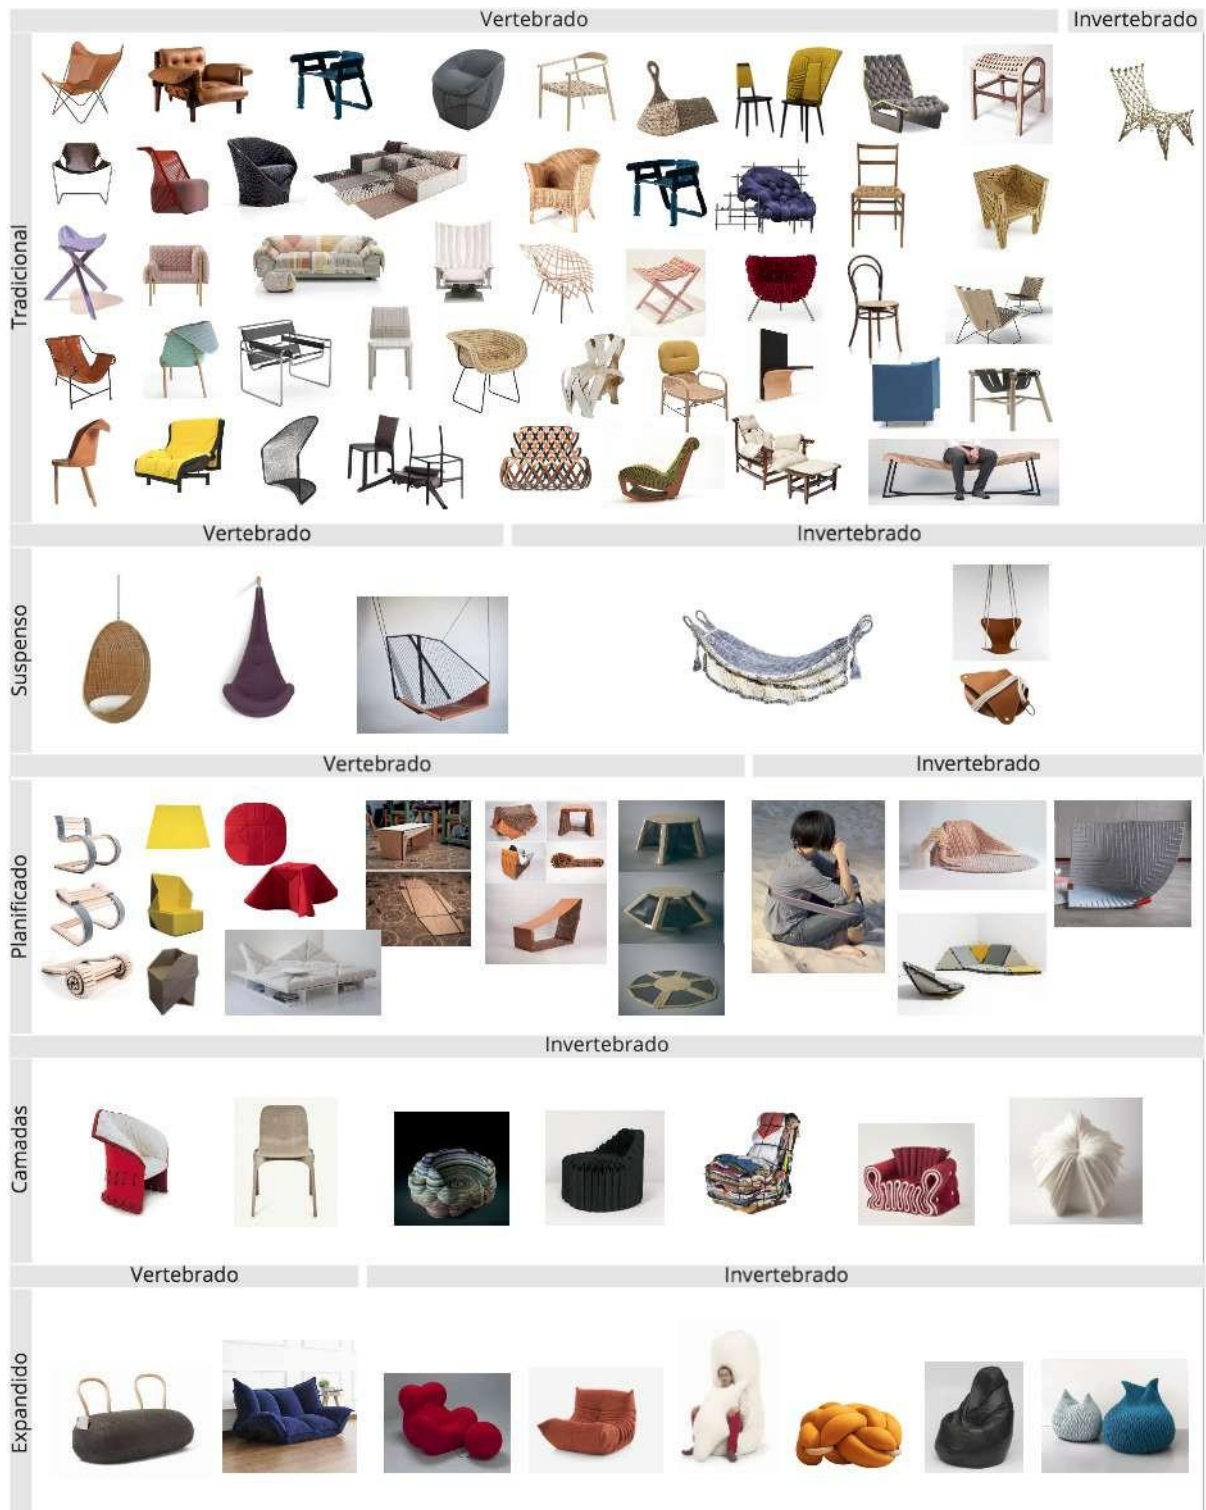 Vertebrado
Invertebrado
Tradicional
Vertebrado
Invertebrado
Suspenso
Vertebrado
Invertebrado
Planificado
Invertebrado
Camadas
Vertebrado
Invertebrado
Expandido